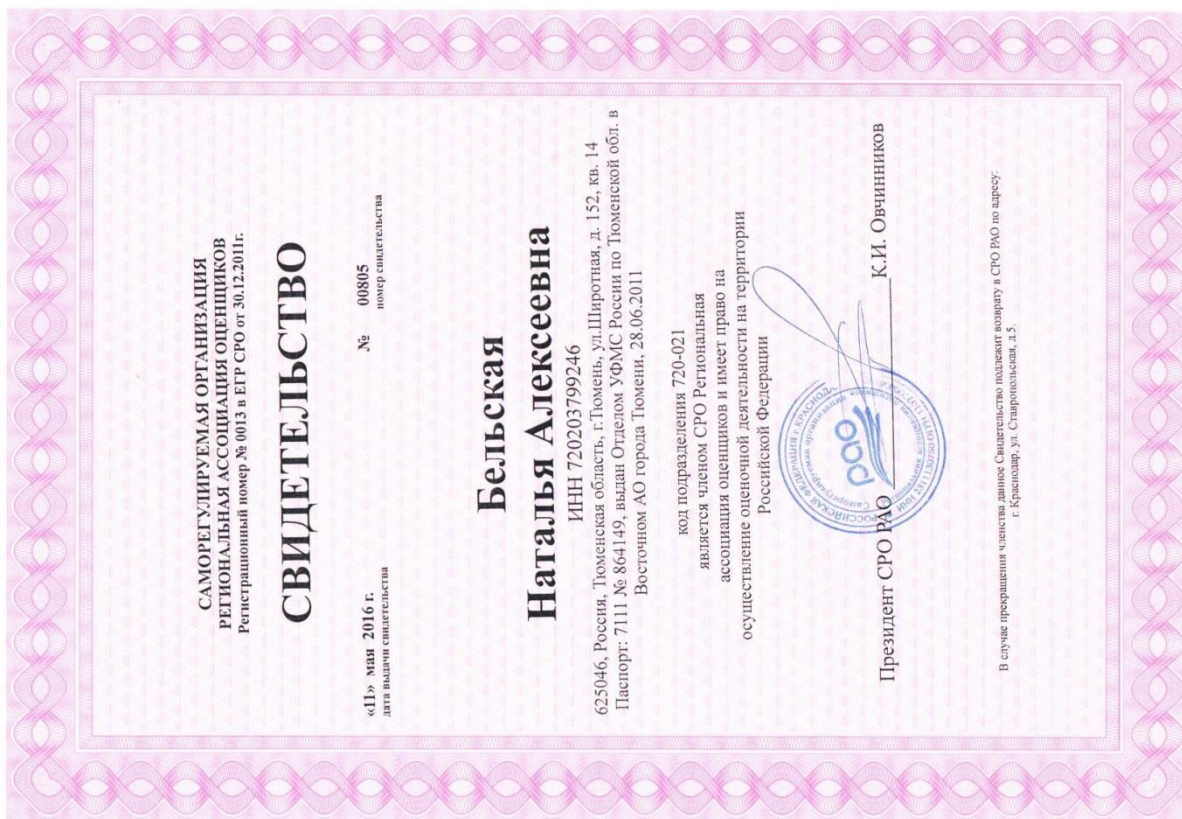 САМОРЕГУЛИРУЕМАЯ ОРГАНИЗАЦИЯ
РЕГИОНАЛЬНАЯ АССОЦИАЦИЯ ОЦЕНЩИКОВ
Регистрационный номер № 0013 в ЕГР СРО от 30.12.2011г.
СВИДЕТЕЛЬСТВО
«11» мая 2016 г. № 00805
дата выдачи свидетельства номер свидетельства
Бельская
Наталья Алексеевна
ИНН 720203799246
625046, Россия, Тюменская область, г.Тюмень, ул.Широтная, д. 152, кв. 14
Паспорт: 7111 № 864149, выдан Отделом УФМС России по Тюменской обл. в
Восточном АО города Тюмени, 28.06.2011
код подразделения 720-021
является членом СРО Региональная
ассоциация оценщиков и имеет право на
осуществление оценочной деятельности на территории
Российской Федерации
Президент СРО РАО К.И. Овчинников
РОССИЙСКАЯ ФЕДЕРАЦИЯ г. КРАСНОДАР
Саморегулируемая организация
рао
В случае прекращения членства данное Свидетельство подлежит возврату в СРО РАО по адресу:
г. Краснодар, ул. Ставропольская, д.5.